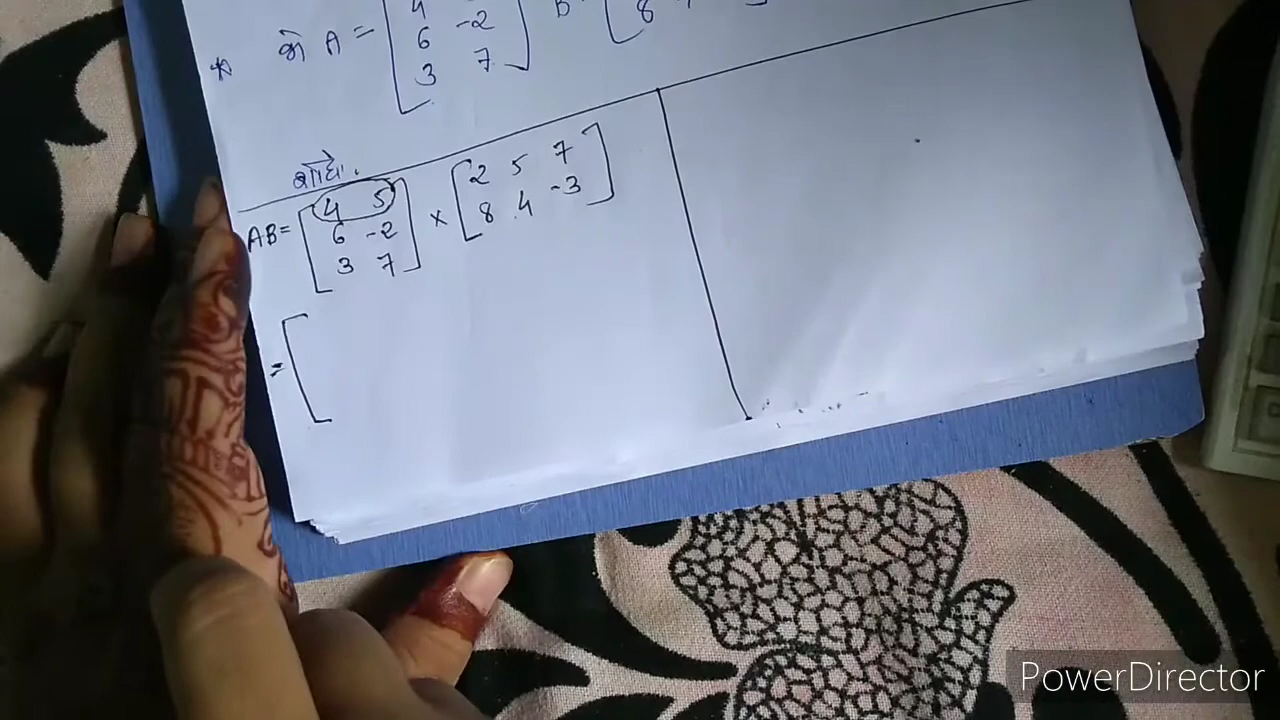 * જો A = [4
6 -2
3 7] B [8
શોધો.
AB = [4 5
6 -2
3 7] × [2 5 7
8 4 -3]
= [
PowerDirector